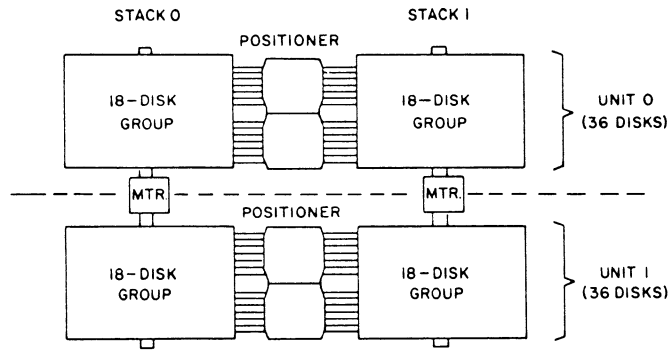 STACK 0
STACK 1
POSITIONER
18-DISK
GROUP
18-DISK
GROUP
UNIT 0
(36 DISKS)
MTR.
MTR.
POSITIONER
18-DISK
GROUP
18-DISK
GROUP
UNIT 1
(36 DISKS)